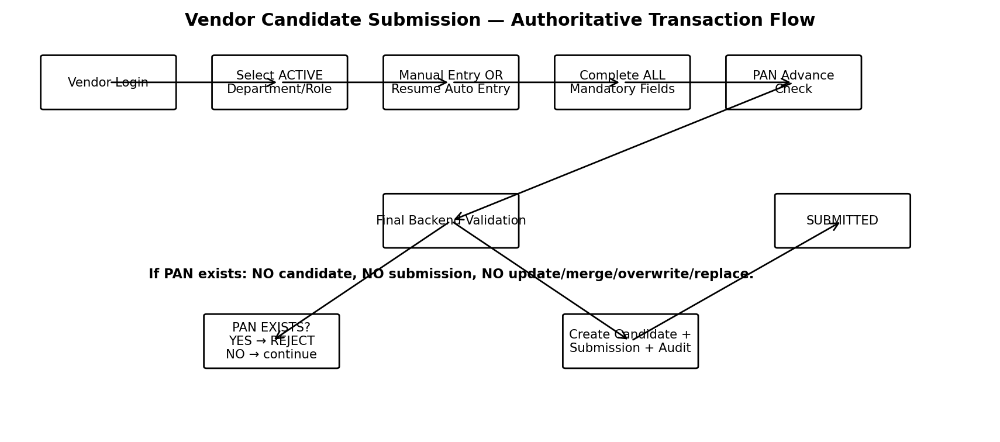 Vendor Candidate Submission — Authoritative Transaction Flow
Vendor Login
Select ACTIVE
Department/Role
Manual Entry OR
Resume Auto Entry
Complete ALL
Mandatory Fields
PAN Advance
Check
Final Backend Validation
SUBMITTED
If PAN exists: NO candidate, NO submission, NO update/merge/overwrite/replace.
PAN EXISTS?
YES → REJECT
NO → continue
Create Candidate +
Submission + Audit